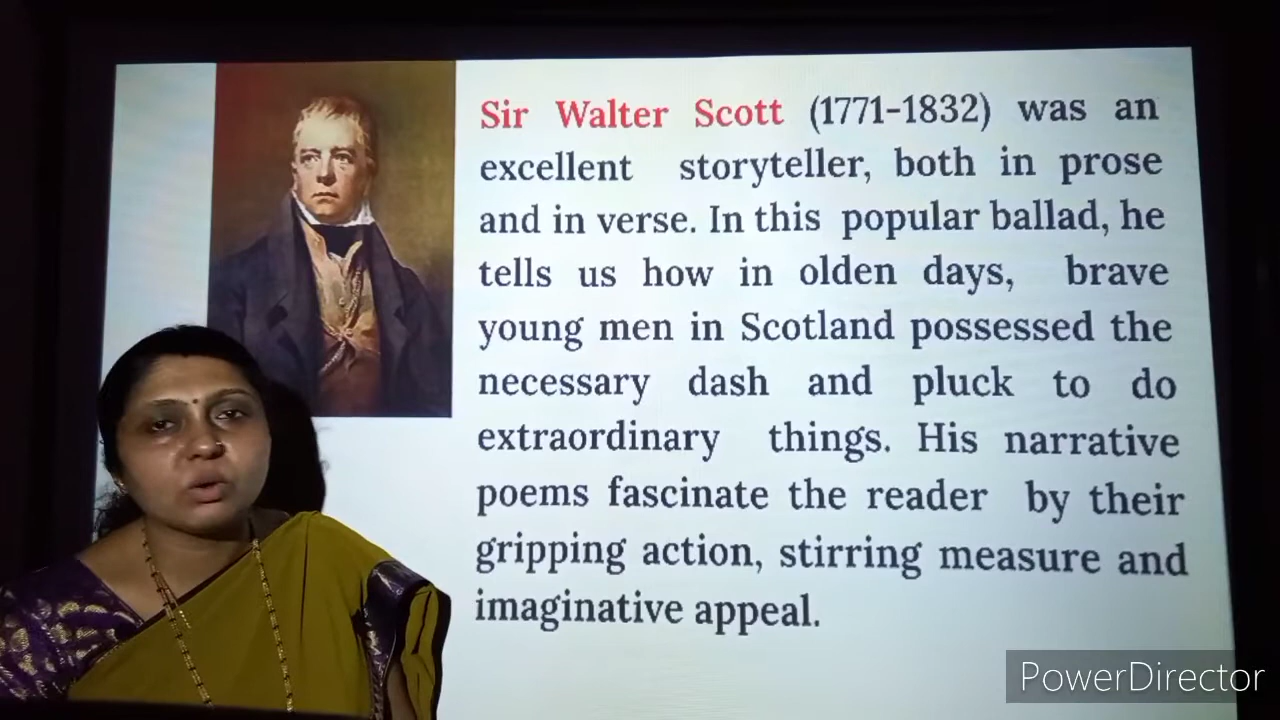 Sir Walter Scott (1771-1832) was an
excellent storyteller, both in prose
and in verse. In this popular ballad, he
tells us how in olden days, brave
young men in Scotland possessed the
necessary dash and pluck to do
extraordinary things. His narrative
poems fascinate the reader by their
gripping action, stirring measure and
imaginative appeal.
PowerDirector